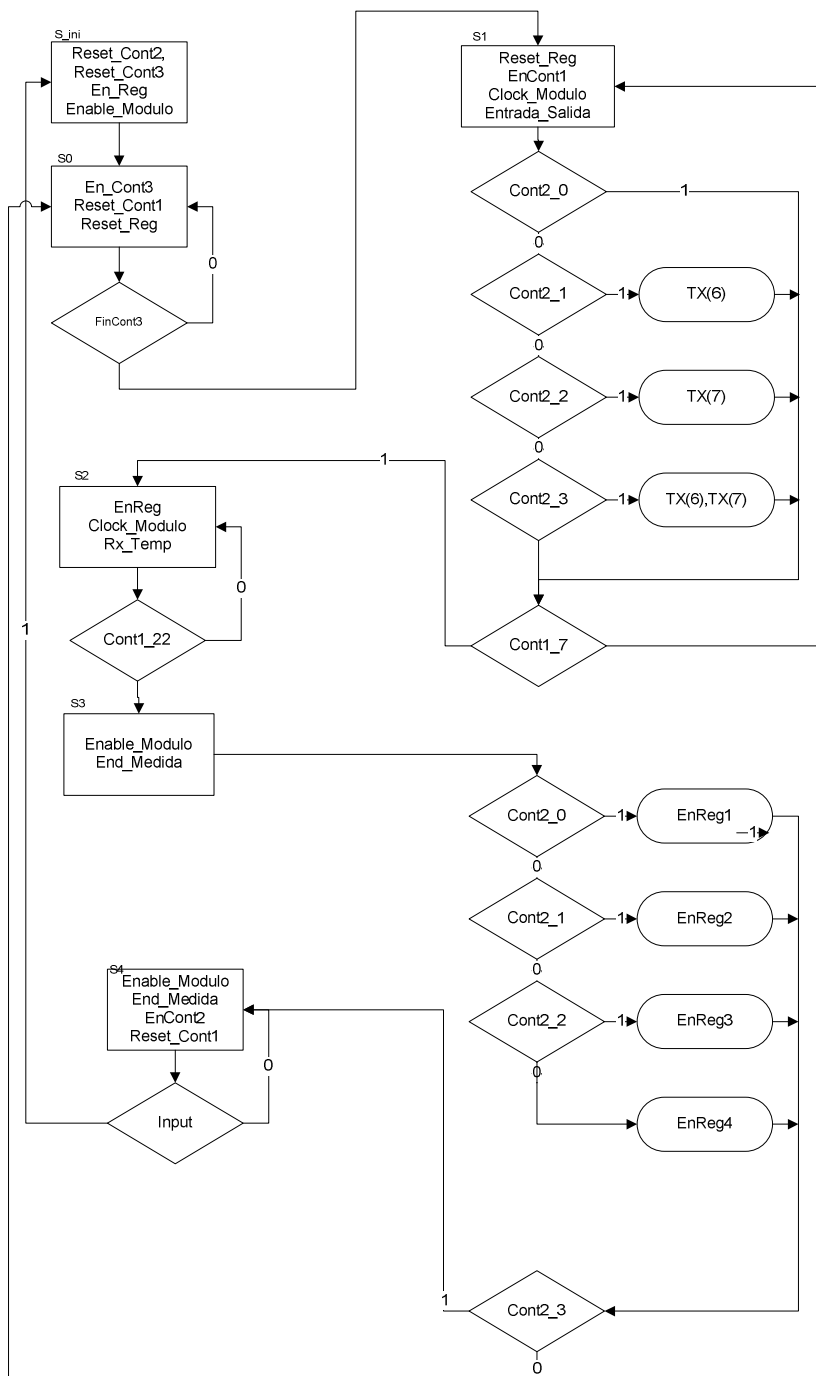 S_ini
Reset_Cont2,
Reset_Cont3
En_Reg
Enable_Modulo
S0
En_Cont3
Reset_Cont1
Reset_Reg
0
FinCont3
S1
Reset_Reg
EnCont1
Clock_Modulo
Entrada_Salida
Cont2_0
1
0
Cont2_1
1
TX(6)
0
Cont2_2
1
TX(7)
0
Cont2_3
1
TX(6),TX(7)
Cont1_7
1
S2
EnReg
Clock_Modulo
Rx_Temp
0
Cont1_22
1
S3
Enable_Modulo
End_Medida
Cont2_0
1
EnReg1
1
0
Cont2_1
1
EnReg2
0
Cont2_2
1
EnReg3
0
EnReg4
S4
Enable_Modulo
End_Medida
EnCont2
Reset_Cont1
0
Input
Cont2_3
1
0